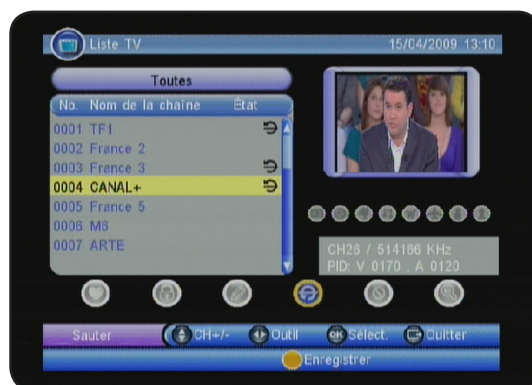 Liste TV 15/04/2009 13:10
Toutes
No. Nom de la chaîne État
0001 TF1
0002 France 2
0003 France 3
0004 CANAL+
0005 France 5
0006 M6
0007 ARTE
CH26 / 514166 KHz
PID: V 0170 , A 0120
Sauter CH+/- Outil OK Sélect. Quitter
Enregistrer